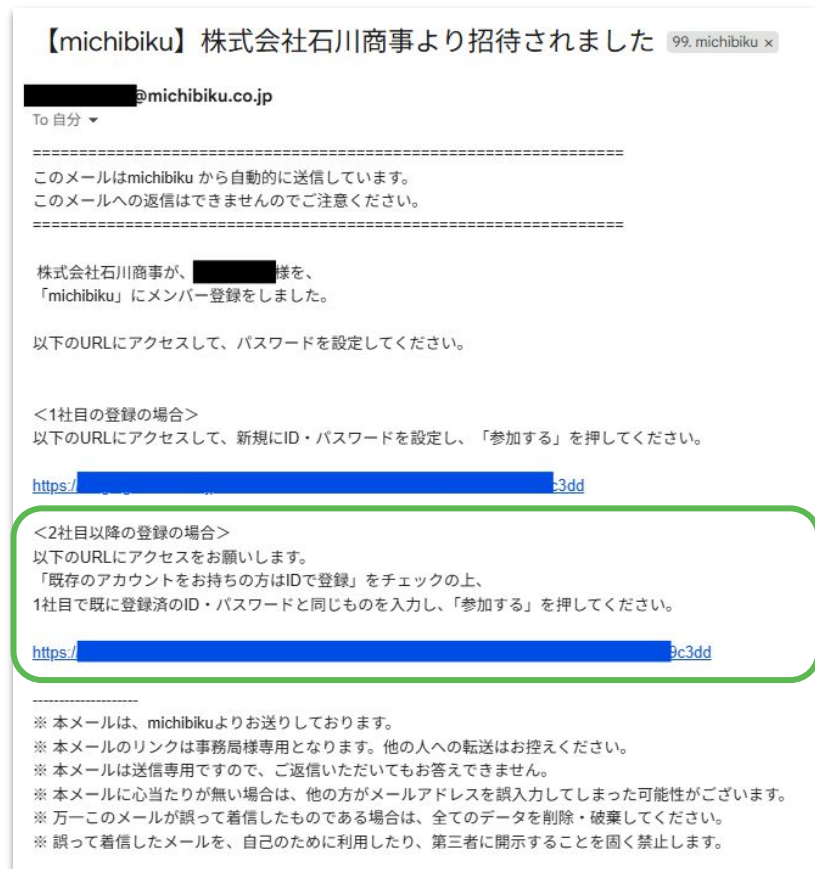 【michibiku】株式会社石川商事より招待されました 99. michibiku ×
@michibiku.co.jp
To 自分
================================================================
このメールはmichibiku から自動的に送信しています。
このメールへの返信はできませんのでご注意ください。
================================================================
株式会社石川商事が、 様を、
「michibiku」にメンバー登録をしました。
以下のURLにアクセスして、パスワードを設定してください。
＜1社目の登録の場合＞
以下のURLにアクセスして、新規にID・パスワードを設定し、「参加する」を押してください。
https:/ c3dd
＜2社目以降の登録の場合＞
以下のURLにアクセスをお願いします。
「既存のアカウントをお持ちの方はIDで登録」をチェックの上、
1社目で既に登録済のID・パスワードと同じものを入力し、「参加する」を押してください。
https:/ 9c3dd
--------------------
※ 本メールは、michibikuよりお送りしております。
※ 本メールのリンクは事務局様専用となります。他の人への転送はお控えください。
※ 本メールは送信専用ですので、ご返信いただいてもお答えできません。
※ 本メールに心当たりが無い場合は、他の方がメールアドレスを誤入力してしまった可能性がございます。
※ 万一このメールが誤って着信したものである場合は、全てのデータを削除・破棄してください。
※ 誤って着信したメールを、自己のために利用したり、第三者に開示することを固く禁止します。